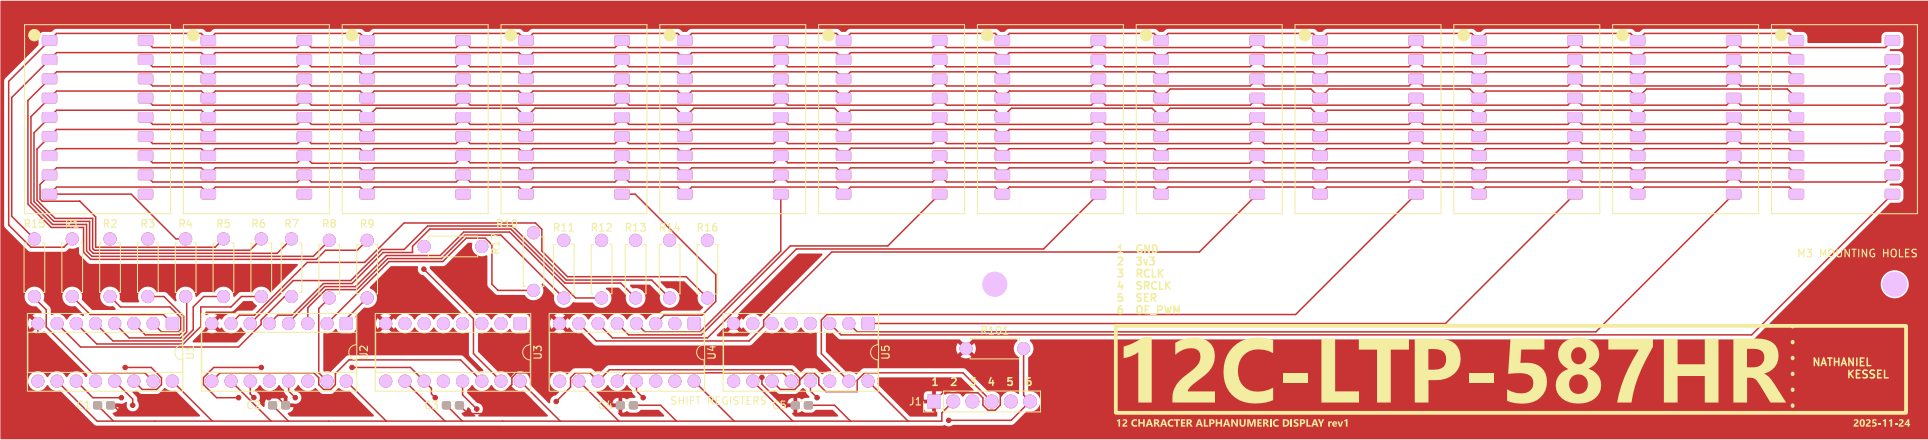 R15 R1 R2 R3 R4 R5 R6 R7 R8 R9 R10 R11 R12 R13 R14 R16
R17
1 GND
2 3v3
3 RCLK
4 SRCLK
5 SER
6 OE_PWM
M3 MOUNTING HOLES
U1 U2 U3 U4 U5
R101
12C-LTP-587HR
NATHANIEL
KESSEL
1 2 3 4 5 6
J1
SHIFT REGISTERS
12 CHARACTER ALPHANUMERIC DISPLAY rev1
2025-11-24